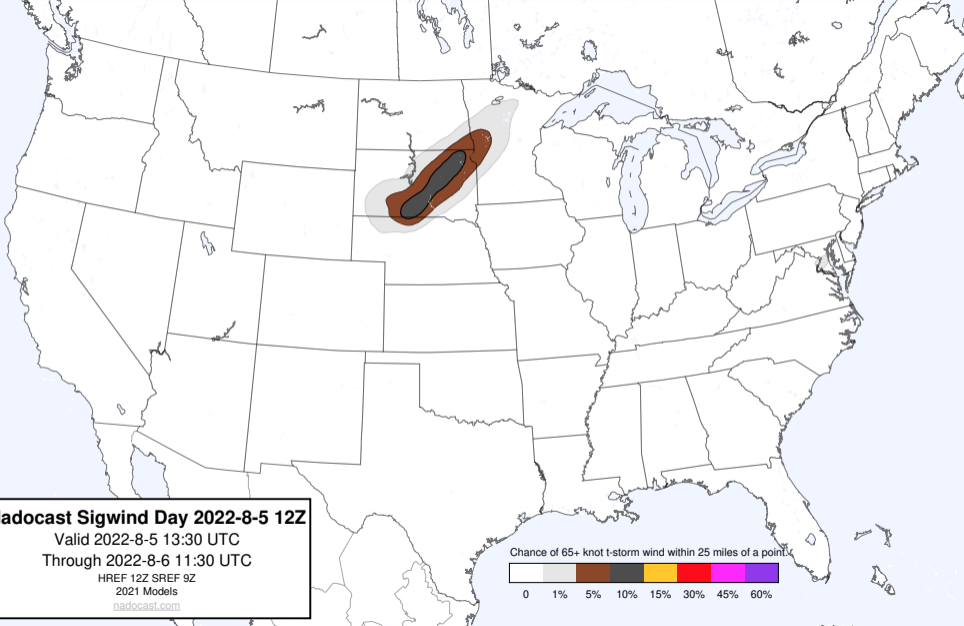 adocast Sigwind Day 2022-8-5 12Z
Valid 2022-8-5 13:30 UTC
Through 2022-8-6 11:30 UTC
HREF 12Z SREF 9Z
2021 Models
nadocast.com
Chance of 65+ knot t-storm wind within 25 miles of a point.
0 1% 5% 10% 15% 30% 45% 60%